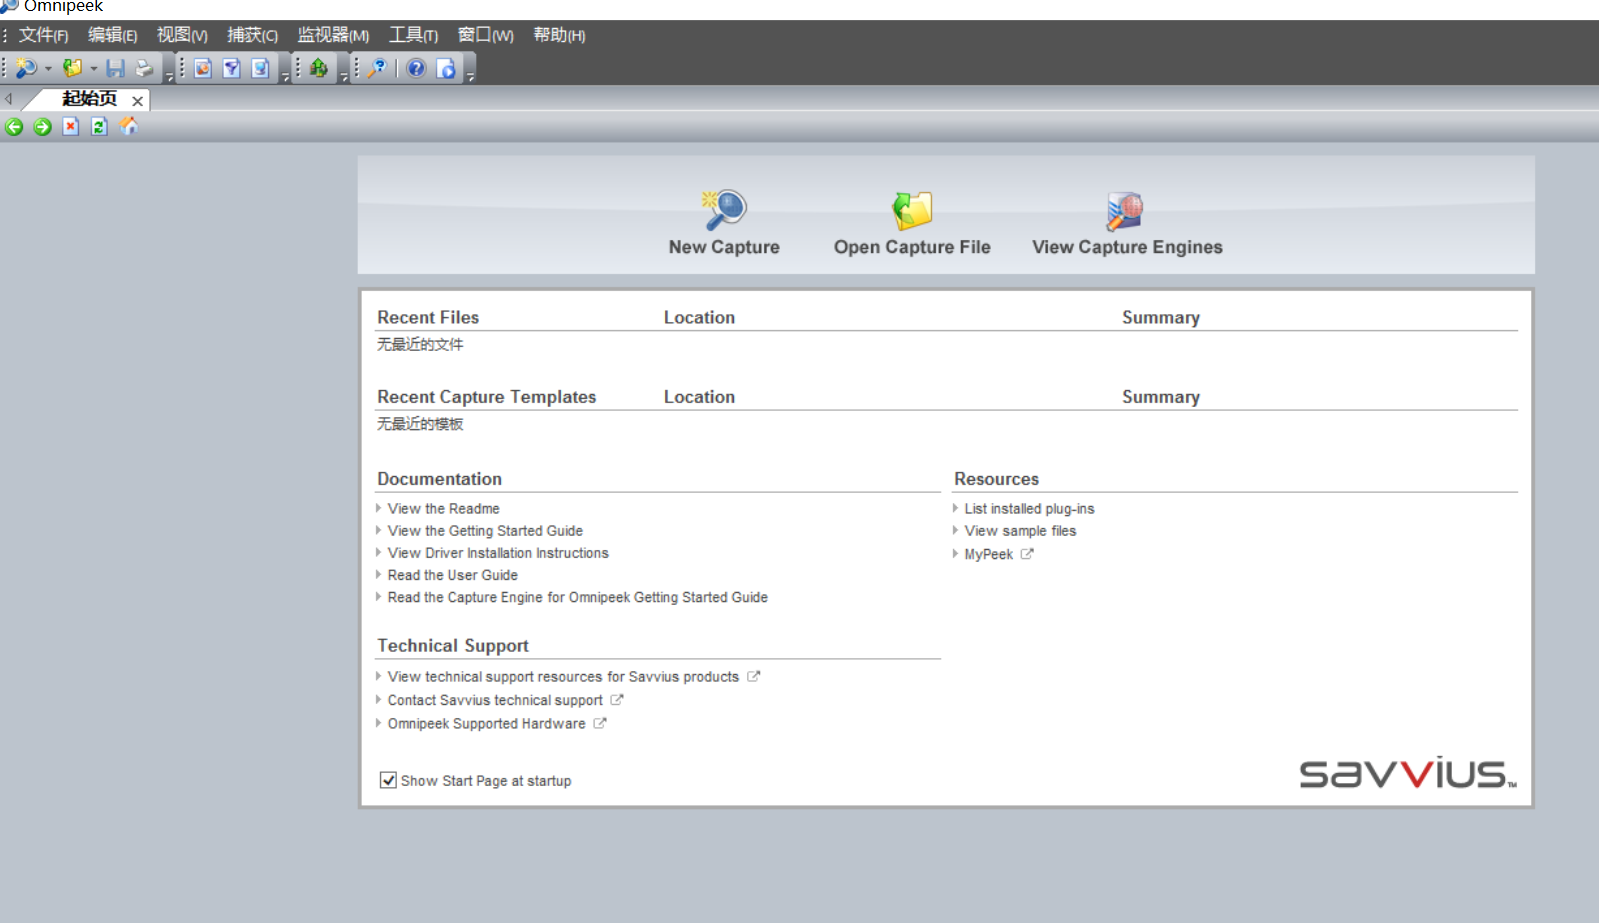 Omnipeek
文件(F) 编辑(E) 视图(V) 捕获(C) 监视器(M) 工具(T) 窗口(W) 帮助(H)
起始页
New Capture Open Capture File View Capture Engines
Recent Files Location Summary
无最近的文件
Recent Capture Templates Location Summary
无最近的模板
Documentation
View the Readme
View the Getting Started Guide
View Driver Installation Instructions
Read the User Guide
Read the Capture Engine for Omnipeek Getting Started Guide
Resources
List installed plug-ins
View sample files
MyPeek
Technical Support
View technical support resources for Savvius products
Contact Savvius technical support
Omnipeek Supported Hardware
Show Start Page at startup
savvius™